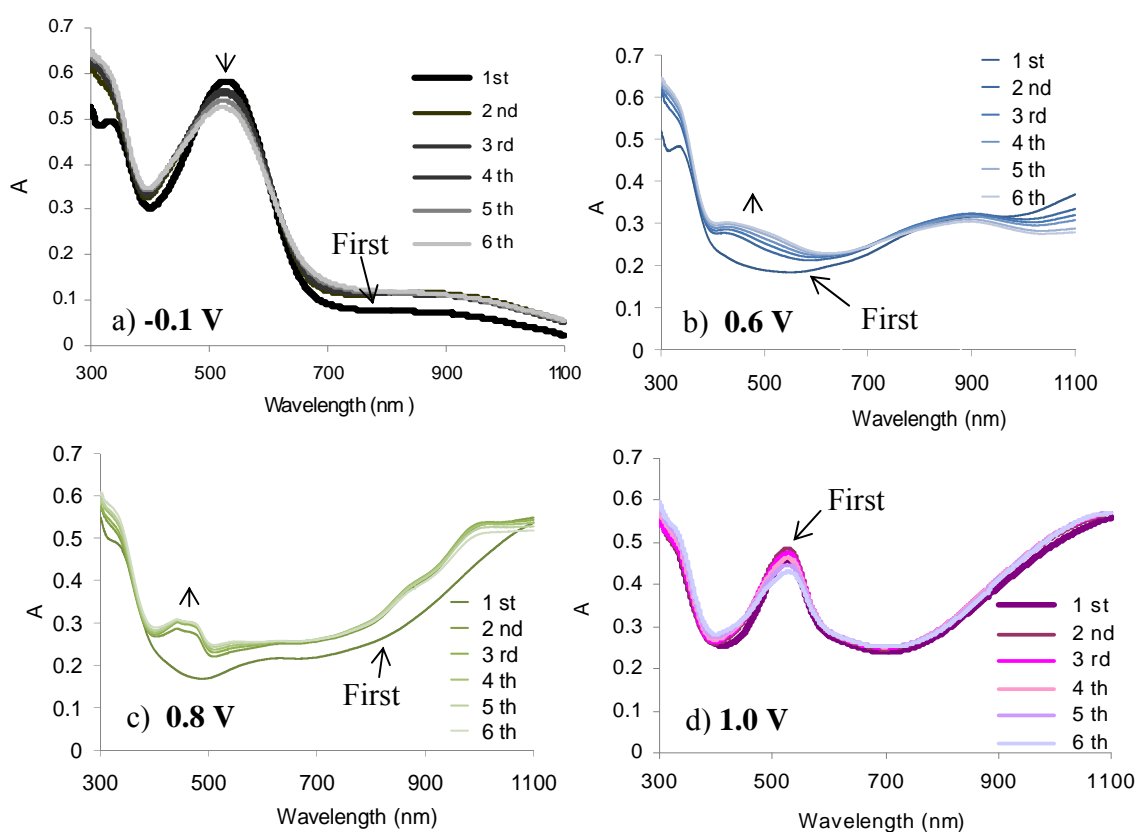 0.7
0.6
0.5
0.4
0.3
0.2
0.1
0
A
300 500 700 900 1100
Wavelength (nm )
1st
2 nd
3 rd
4 th
5 th
6 th
First
a) -0.1 V
0.7
0.6
0.5
0.4
0.3
0.2
0.1
0
A
300 500 700 900 1100
Wavelength (nm)
1 st
2 nd
3 rd
4 th
5 th
6 th
First
b) 0.6 V
0.7
0.6
0.5
0.4
0.3
0.2
0.1
0
A
300 500 700 900 1100
Wavelength (nm)
1 st
2 nd
3 rd
4 th
5 th
6 th
First
c) 0.8 V
0.7
0.6
0.5
0.4
0.3
0.2
0.1
0
A
300 500 700 900 1100
Wavelength (nm)
First
1 st
2 nd
3 rd
4 th
5 th
6 th
d) 1.0 V